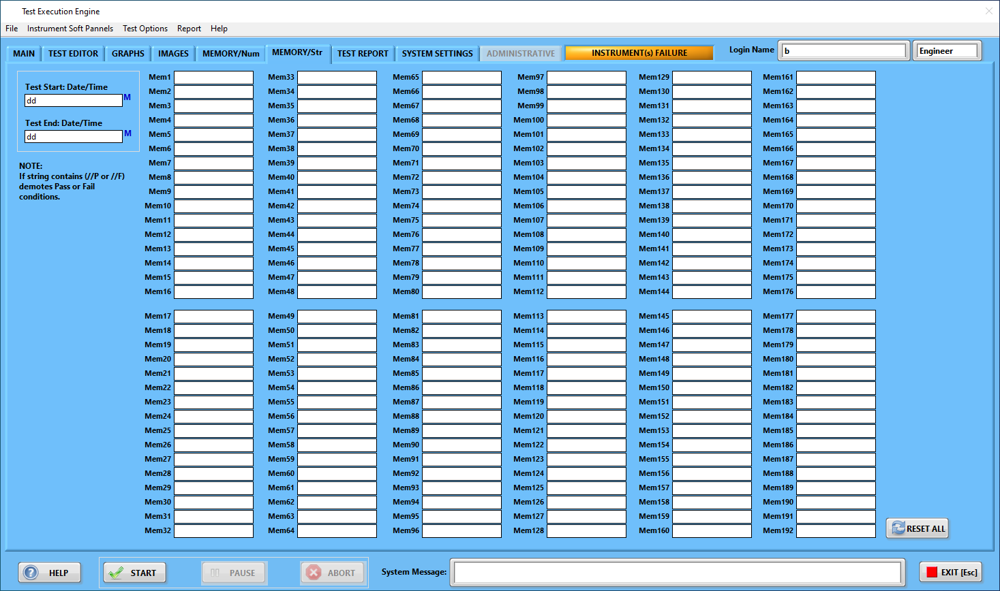 Test Execution Engine
File Instrument Soft Pannels Test Options Report Help
MAIN TEST EDITOR GRAPHS IMAGES MEMORY/Num MEMORY/Str TEST REPORT SYSTEM SETTINGS ADMINISTRATIVE INSTRUMENT(s) FAILURE Login Name b Engineer
Test Start: Date/Time
dd M
Test End: Date/Time
dd M
NOTE:
If string contains (//P or //F)
demotes Pass or Fail
conditions.
Mem1 Mem33 Mem65 Mem97 Mem129 Mem161
Mem2 Mem34 Mem66 Mem98 Mem130 Mem162
Mem3 Mem35 Mem67 Mem99 Mem131 Mem163
Mem4 Mem36 Mem68 Mem100 Mem132 Mem164
Mem5 Mem37 Mem69 Mem101 Mem133 Mem165
Mem6 Mem38 Mem70 Mem102 Mem134 Mem166
Mem7 Mem39 Mem71 Mem103 Mem135 Mem167
Mem8 Mem40 Mem72 Mem104 Mem136 Mem168
Mem9 Mem41 Mem73 Mem105 Mem137 Mem169
Mem10 Mem42 Mem74 Mem106 Mem138 Mem170
Mem11 Mem43 Mem75 Mem107 Mem139 Mem171
Mem12 Mem44 Mem76 Mem108 Mem140 Mem172
Mem13 Mem45 Mem77 Mem109 Mem141 Mem173
Mem14 Mem46 Mem78 Mem110 Mem142 Mem174
Mem15 Mem47 Mem79 Mem111 Mem143 Mem175
Mem16 Mem48 Mem80 Mem112 Mem144 Mem176
Mem17 Mem49 Mem81 Mem113 Mem145 Mem177
Mem18 Mem50 Mem82 Mem114 Mem146 Mem178
Mem19 Mem51 Mem83 Mem115 Mem147 Mem179
Mem20 Mem52 Mem84 Mem116 Mem148 Mem180
Mem21 Mem53 Mem85 Mem117 Mem149 Mem181
Mem22 Mem54 Mem86 Mem118 Mem150 Mem182
Mem23 Mem55 Mem87 Mem119 Mem151 Mem183
Mem24 Mem56 Mem88 Mem120 Mem152 Mem184
Mem25 Mem57 Mem89 Mem121 Mem153 Mem185
Mem26 Mem58 Mem90 Mem122 Mem154 Mem186
Mem27 Mem59 Mem91 Mem123 Mem155 Mem187
Mem28 Mem60 Mem92 Mem124 Mem156 Mem188
Mem29 Mem61 Mem93 Mem125 Mem157 Mem189
Mem30 Mem62 Mem94 Mem126 Mem158 Mem190
Mem31 Mem63 Mem95 Mem127 Mem159 Mem191
Mem32 Mem64 Mem96 Mem128 Mem160 Mem192
RESET ALL
HELP START PAUSE ABORT System Message: EXIT [Esc]